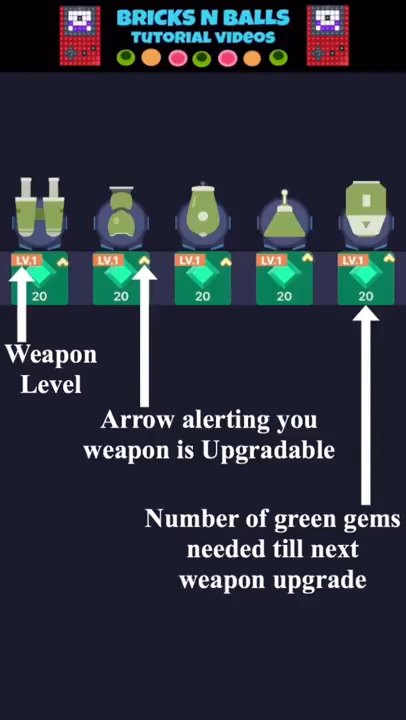 BRICKS N BALLS
TUTORIAL VIDEOS
LV.1 LV.1 LV.1 LV.1 LV.1
20 20 20 20 20
Weapon
Level
Arrow alerting you
weapon is Upgradable
Number of green gems
needed till next
weapon upgrade